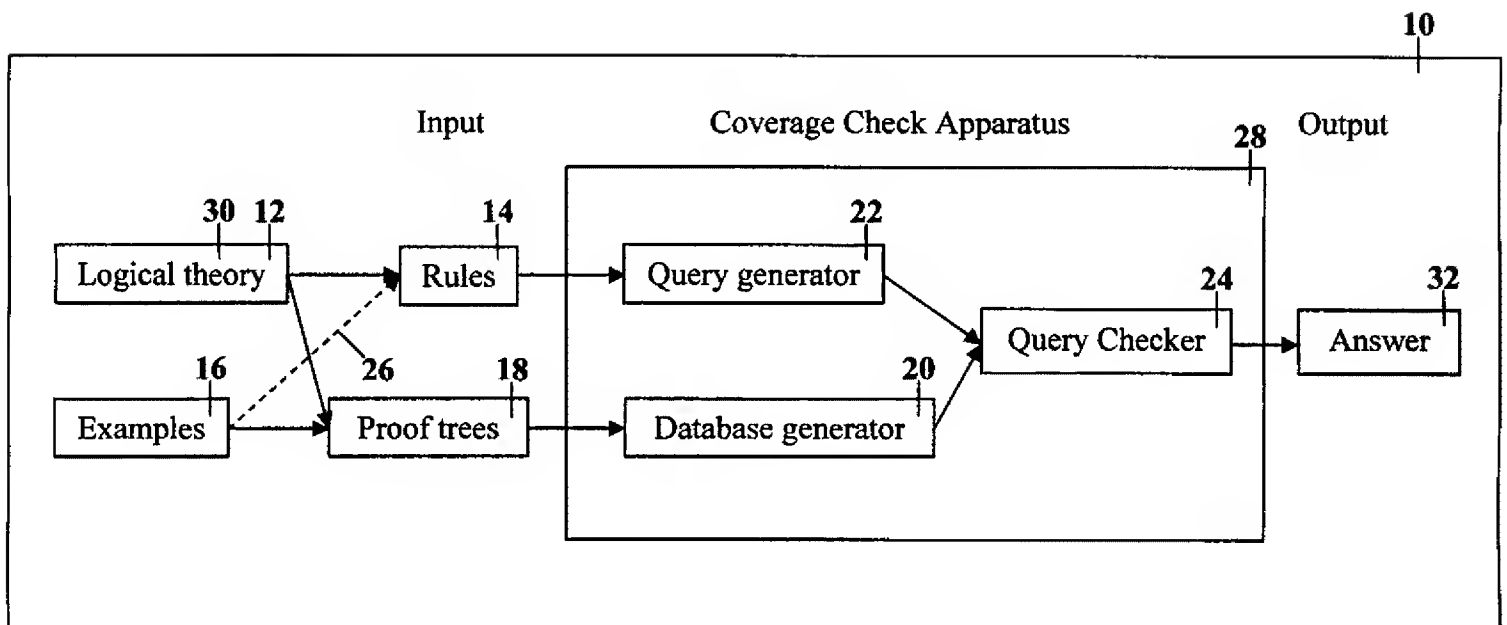 10
Input Coverage Check Apparatus Output
28
30 12 14 22
Logical theory Rules Query generator
24 32
Query Checker Answer
16 26 18 20
Examples Proof trees Database generator